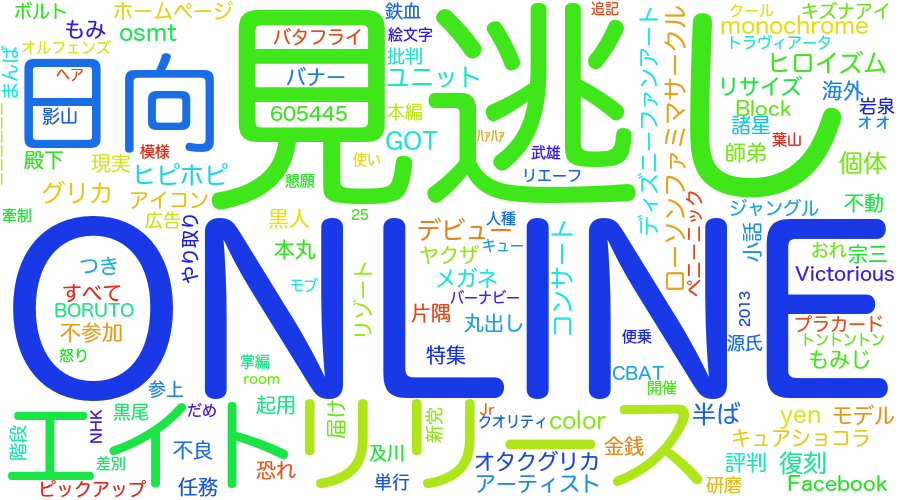 ボルト
ホームページ
鉄血
追記
クール
キズナアイ
もみ
osmt
バタフライ
絵文字
monochrome
オルフェンズ
見逃し
批判
トラヴィアータ
まんば
ヘア
日向
バナー
ユニット
ディズニーファンアート
ローソンファミマサークル
ヒロイズム
リサイズ
海外
影山
605445
本編
Block
岩泉
GOT
ハァハァ
諸星
葉山
オオ
殿下
現実
模様
使い
武雄
師弟
個体
ヒピホピ
懇願
リエーフ
グリカ
アイコン
ペニーニック
ジャングル
不動
牽制
広告
やり取り
黒人
25
デビュー
人種
コンサート
小話
おれ
宗三
ONLINE
つき
本丸
ヤクザ
キュー
Victorious
すべて
モブ
リゾート
メガネ
バーナビー
2013
BORUTO
片隅
丸出し
プラカード
不参加
便乗
源氏
トントントン
怒り
特集
もみじ
掌編
room
CBAT
開催
参上
エイト
リリース
NHK
黒尾
だめ
起用
届け
新党
Jr
クオリティ
color
半ば
yen
モデル
階段
不良
及川
金銭
キュアショコラ
差別
恐れ
オタクグリカ
評判
復刻
ピックアップ
任務
単行
アーティスト
研磨
Facebook